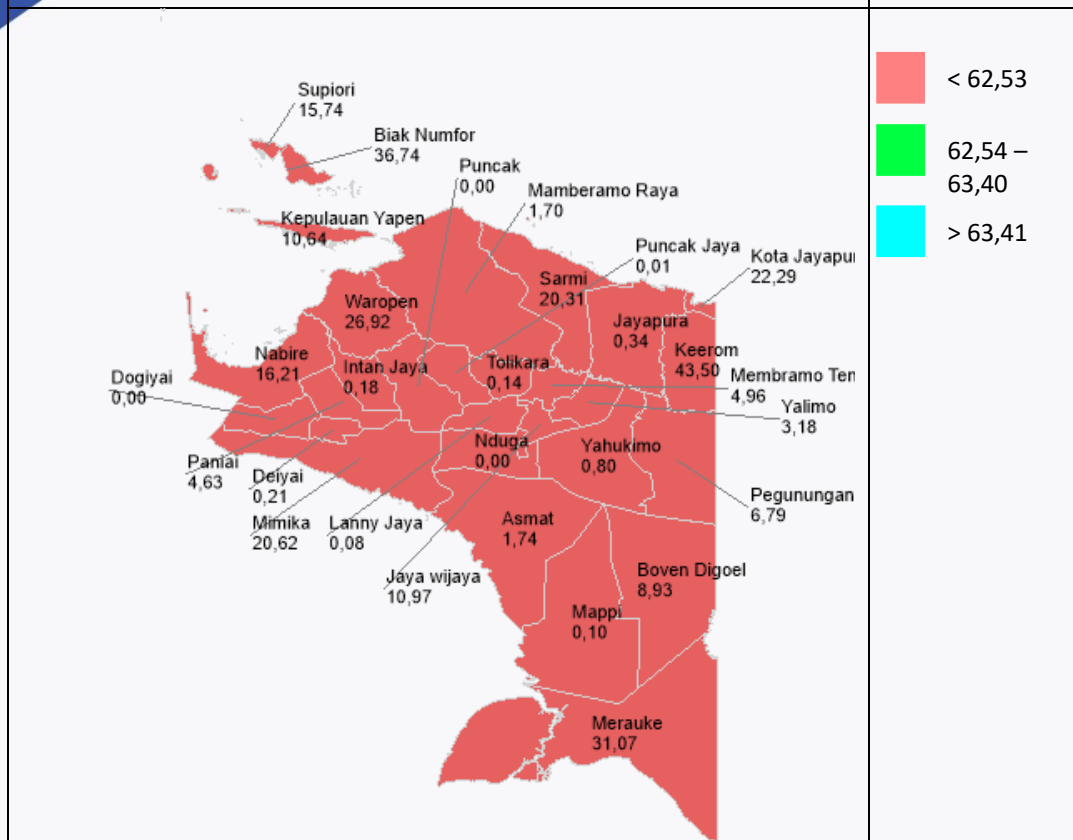 Supiori
15,74
Biak Numfor
36,74
Puncak
0,00
Mamberamo Raya
1,70
Kepulauan Yapen
10,64
Puncak Jaya
0,01
Kota Jayapur
22,29
Sarmi
20,31
Waropen
26,92
Jayapura
0,34
Keerom
43,50
Nabire
16,21
Intan Jaya
0,18
Tolikara
0,14
Membramo Ten
4,96
Dogiyai
0,00
Yalimo
3,18
Paniai
4,63
Deiyai
0,21
Nduga
0,00
Yahukimo
0,80
Pegunungan
6,79
Mimika
20,62
Lanny Jaya
0,08
Asmat
1,74
Jaya wijaya
10,97
Boven Digoel
8,93
Mappi
0,10
Merauke
31,07
< 62,53
62,54 –
63,40
> 63,41